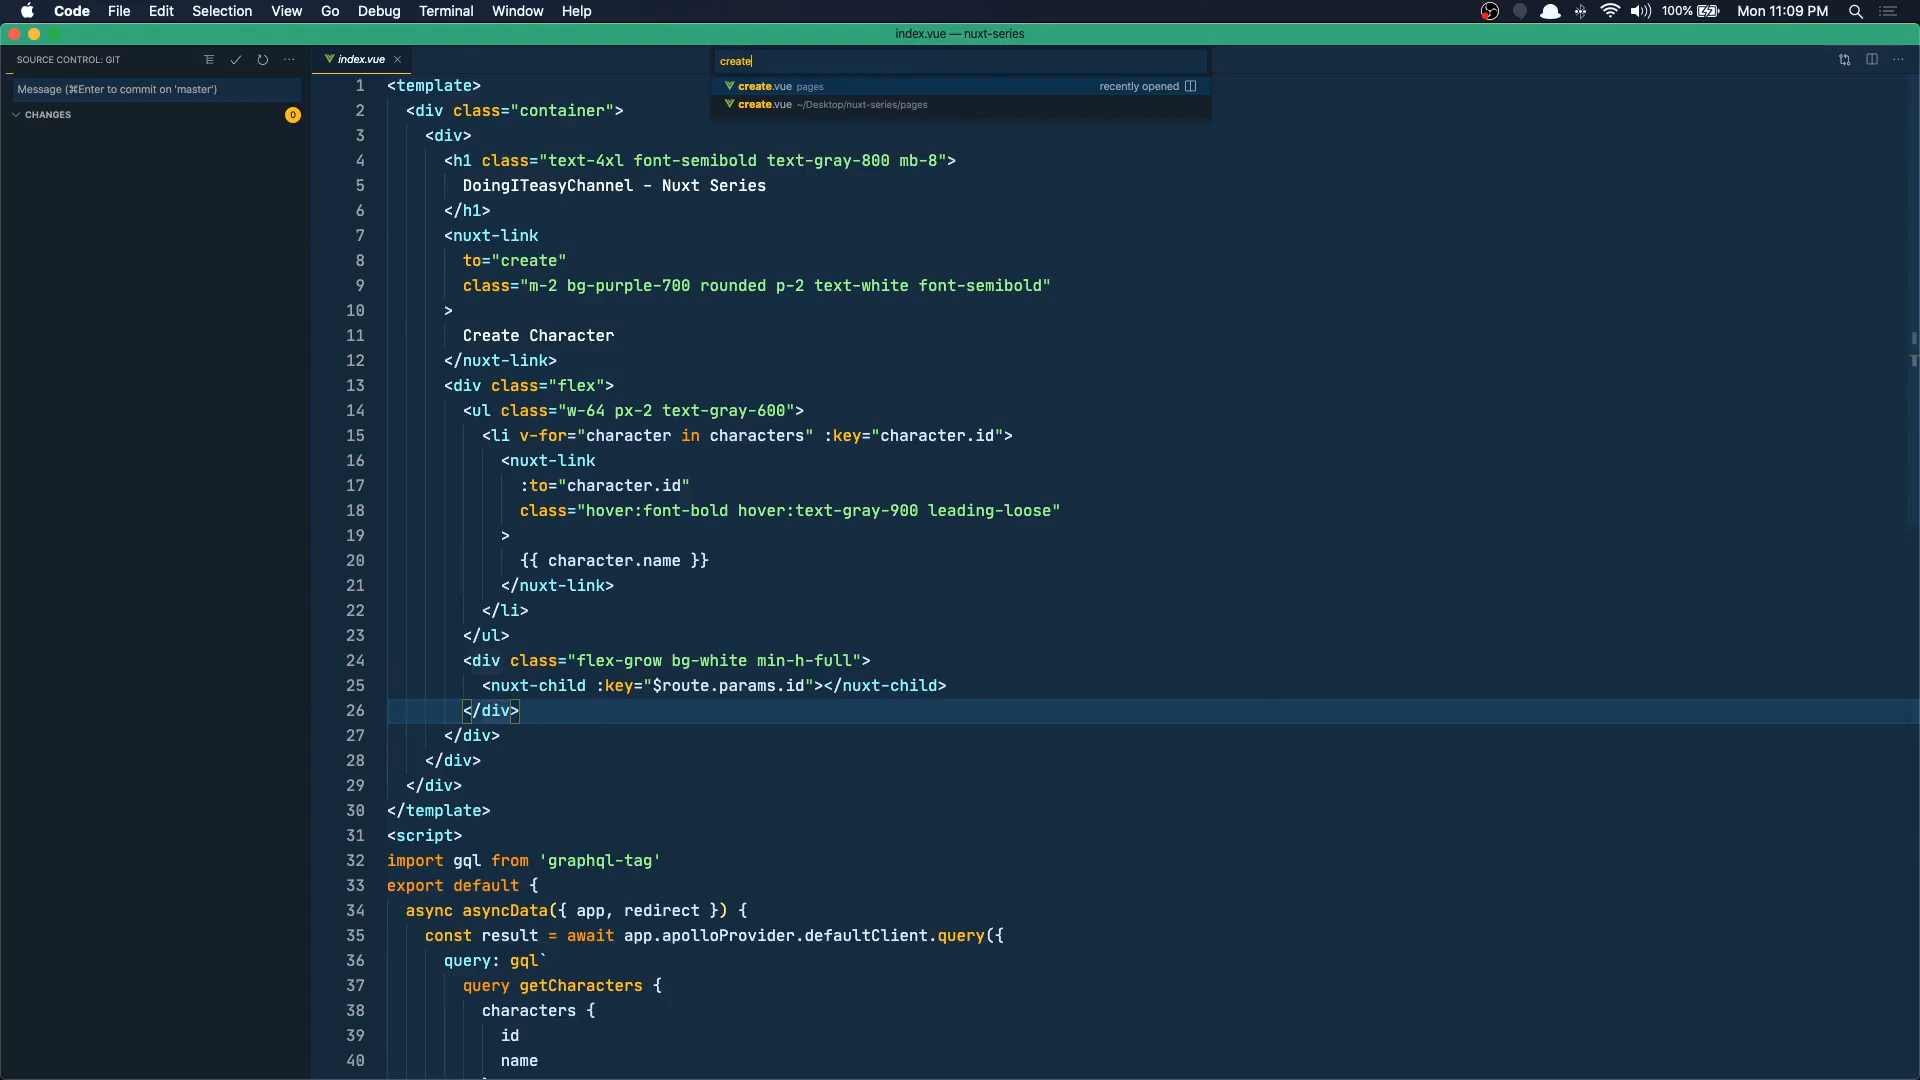 Code File Edit Selection View Go Debug Terminal Window Help 100% Mon 11:09 PM
index.vue — nuxt-series
SOURCE CONTROL: GIT
Message (⌘Enter to commit on 'master')
CHANGES 0
index.vue
create
create.vue pages recently opened
create.vue ~/Desktop/nuxt-series/pages
1 <template>
2 <div class="container">
3 <div>
4 <h1 class="text-4xl font-semibold text-gray-800 mb-8">
5 DoingITeasyChannel - Nuxt Series
6 </h1>
7 <nuxt-link
8 to="create"
9 class="m-2 bg-purple-700 rounded p-2 text-white font-semibold"
10 >
11 Create Character
12 </nuxt-link>
13 <div class="flex">
14 <ul class="w-64 px-2 text-gray-600">
15 <li v-for="character in characters" :key="character.id">
16 <nuxt-link
17 :to="character.id"
18 class="hover:font-bold hover:text-gray-900 leading-loose"
19 >
20 {{ character.name }}
21 </nuxt-link>
22 </li>
23 </ul>
24 <div class="flex-grow bg-white min-h-full">
25 <nuxt-child :key="$route.params.id"></nuxt-child>
26 </div>
27 </div>
28 </div>
29 </div>
30 </template>
31 <script>
32 import gql from 'graphql-tag'
33 export default {
34 async asyncData({ app, redirect }) {
35 const result = await app.apolloProvider.defaultClient.query({
36 query: gql`
37 query getCharacters {
38 characters {
39 id
40 name